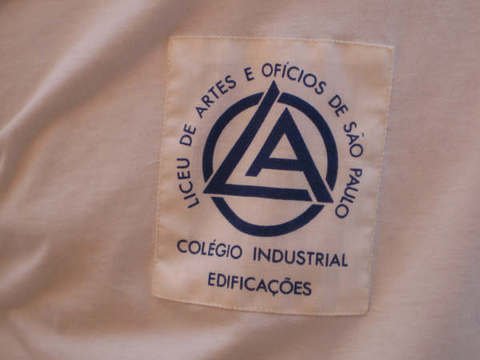 LICEU DE ARTES E OFÍCIOS DE SÃO PAULO
LA
COLÉGIO INDUSTRIAL
EDIFICAÇÕES